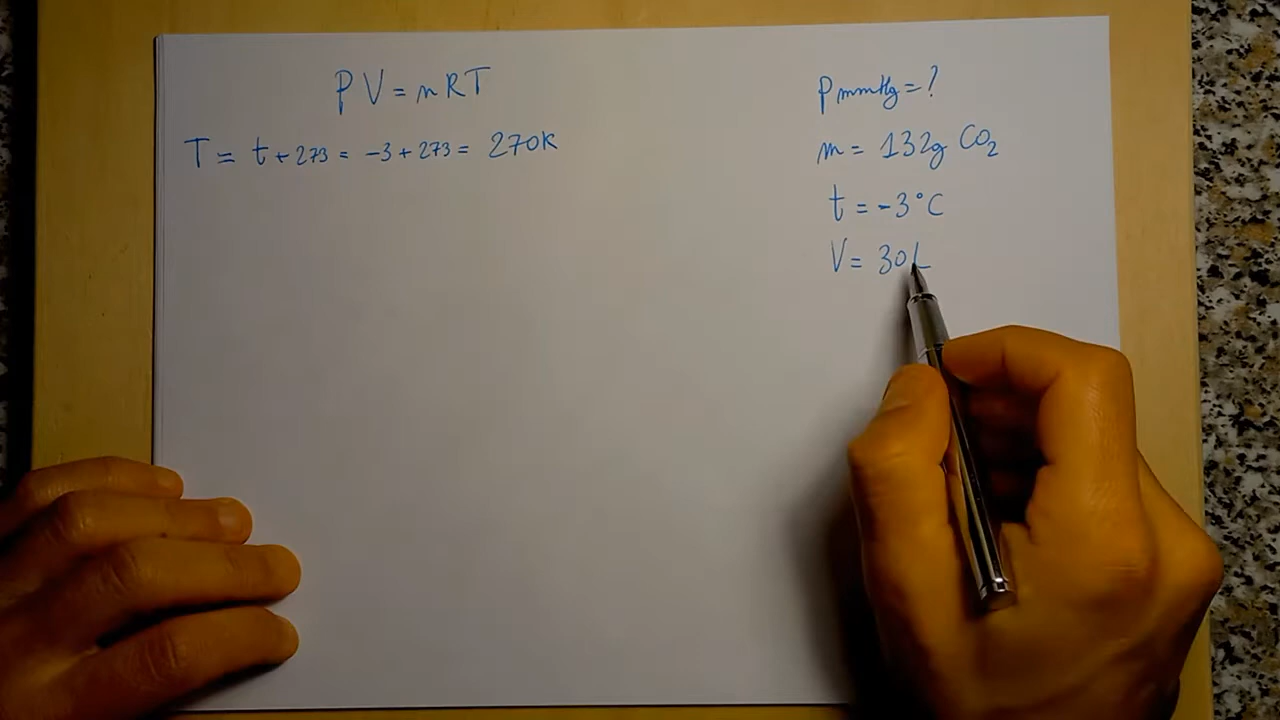 PV = nRT
T = t + 273 = -3 + 273 = 270K
PmmHg = ?
m = 132g CO₂
t = -3°C
V = 30L